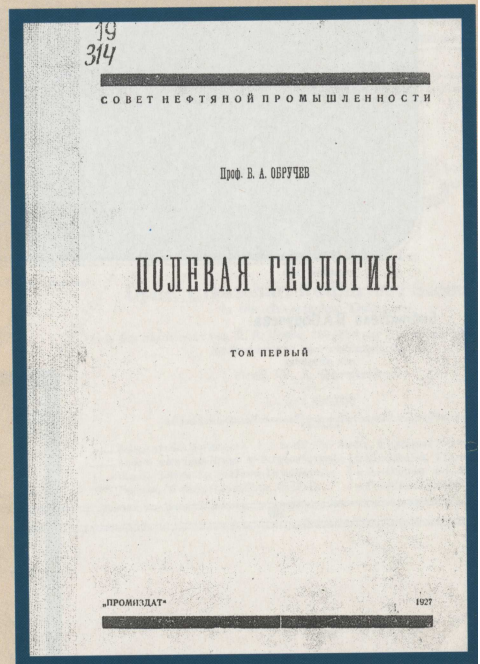 19
314
СОВЕТ НЕФТЯНОЙ ПРОМЫШЛЕННОСТИ
Проф. В. А. ОБРУЧЕВ
ПОЛЕВАЯ ГЕОЛОГИЯ
ТОМ ПЕРВЫЙ
„ПРОМИЗДАТ“ 1927